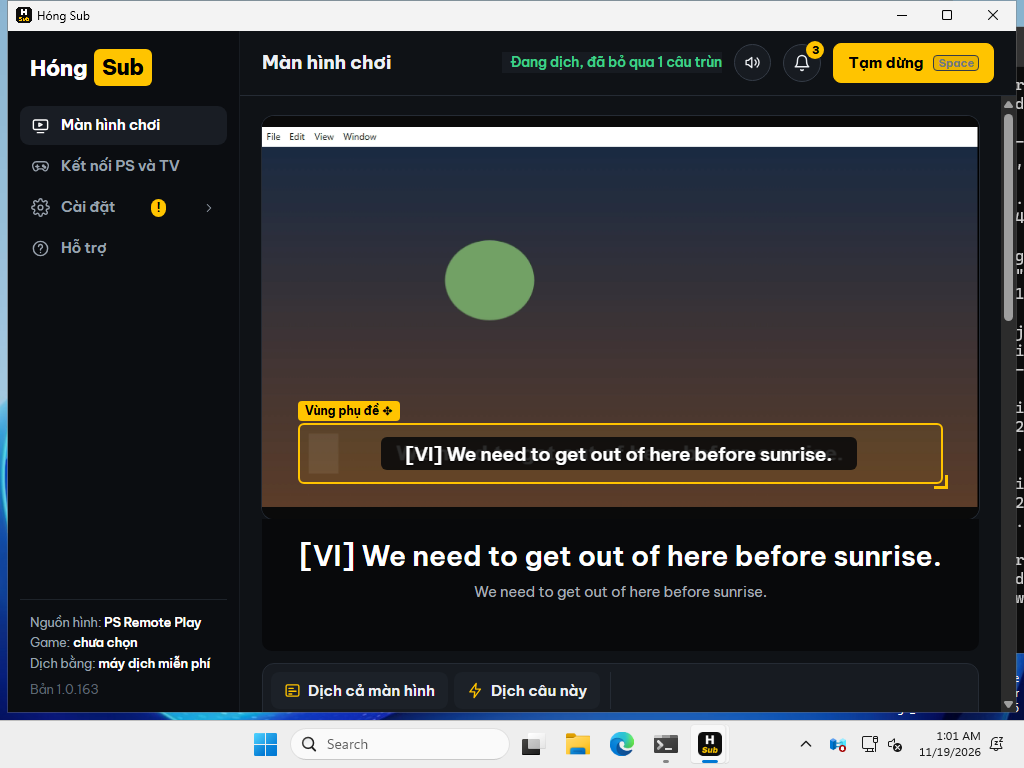 Hóng Sub
Hóng Sub
Màn hình chơi
Kết nối PS và TV
Cài đặt
!
Hỗ trợ
Nguồn hình: PS Remote Play
Game: chưa chọn
Dịch bằng: máy dịch miễn phí
Bản 1.0.163
Màn hình chơi
Đang dịch, đã bỏ qua 1 câu trùn
3
Tạm dừng Space
File Edit View Window
Vùng phụ đề
[VI] We need to get out of here before sunrise.
[VI] We need to get out of here before sunrise.
We need to get out of here before sunrise.
Dịch cả màn hình
Dịch câu này
Search
1:01 AM
11/19/2026